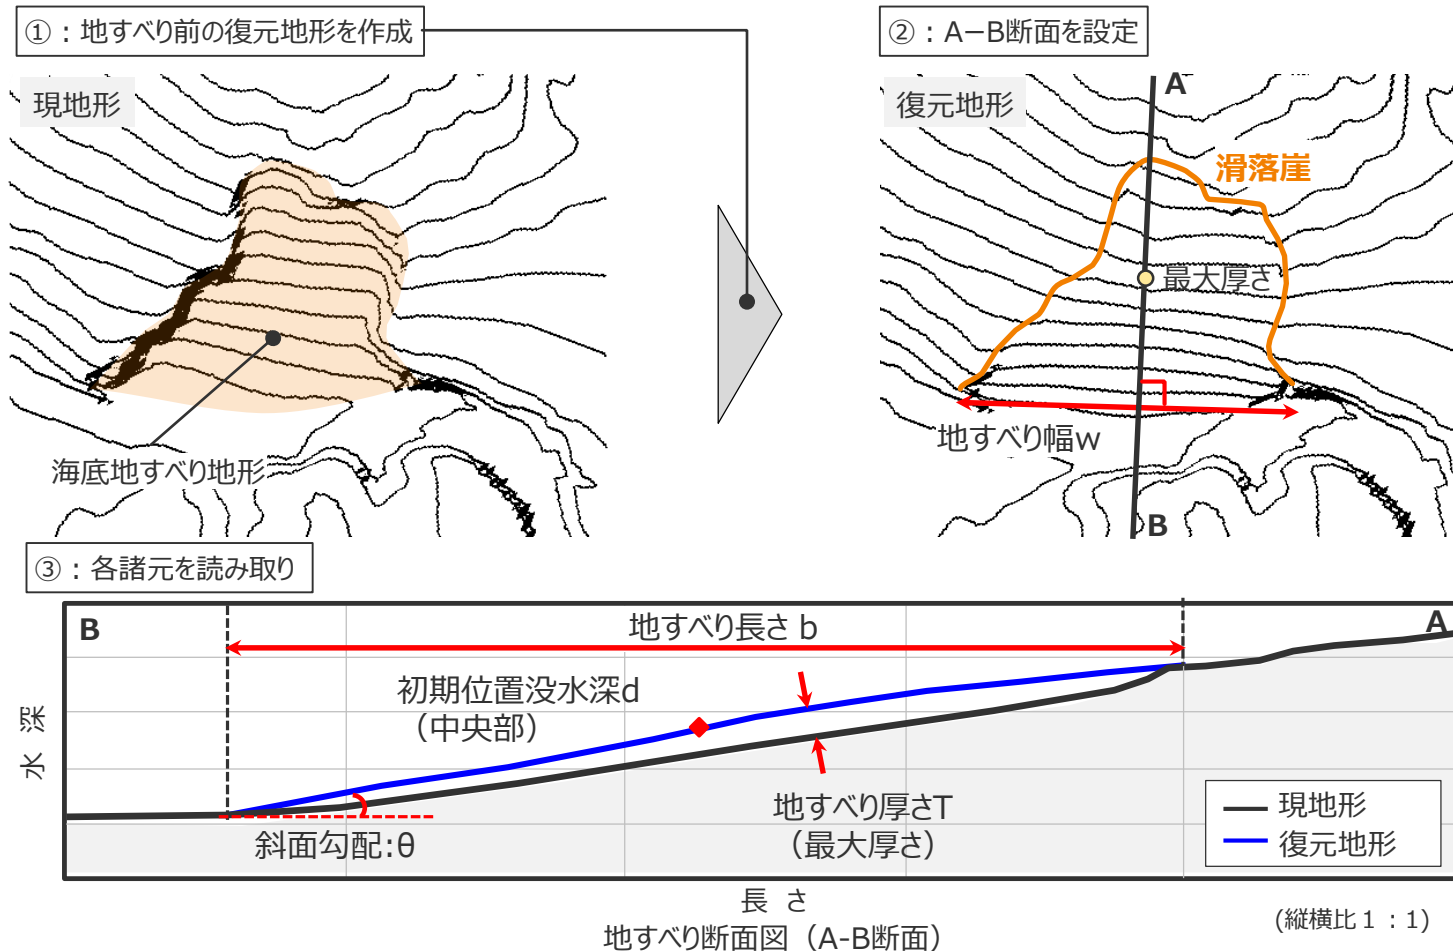 ①：地すべり前の復元地形を作成
現地形
海底地すべり地形
②：A－B断面を設定
A
復元地形
滑落崖
最大厚さ
地すべり幅w
B
③：各諸元を読み取り
B
地すべり長さ b
A
初期位置没水深d
（中央部）
水 深
地すべり厚さT
（最大厚さ）
斜面勾配:θ
現地形
復元地形
長 さ
地すべり断面図（A-B断面）
(縦横比１：1)